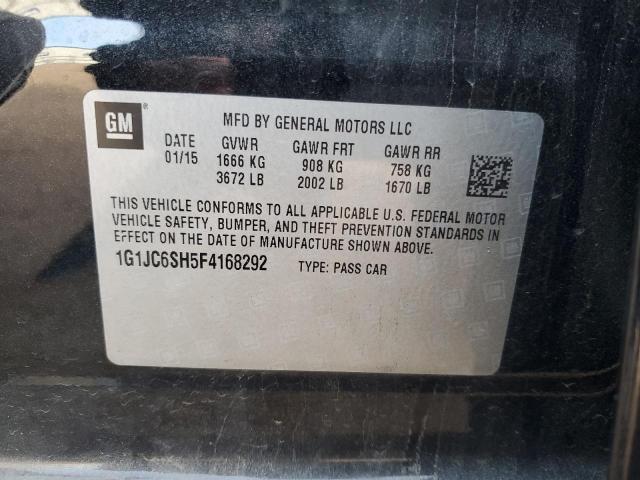 GM
MFD BY GENERAL MOTORS LLC
DATE GVWR GAWR FRT GAWR RR
01/15 1666 KG 908 KG 758 KG
3672 LB 2002 LB 1670 LB
THIS VEHICLE CONFORMS TO ALL APPLICABLE U.S. FEDERAL MOTOR
VEHICLE SAFETY, BUMPER, AND THEFT PREVENTION STANDARDS IN
EFFECT ON THE DATE OF MANUFACTURE SHOWN ABOVE.
1G1JC6SH5F4168292 TYPE: PASS CAR